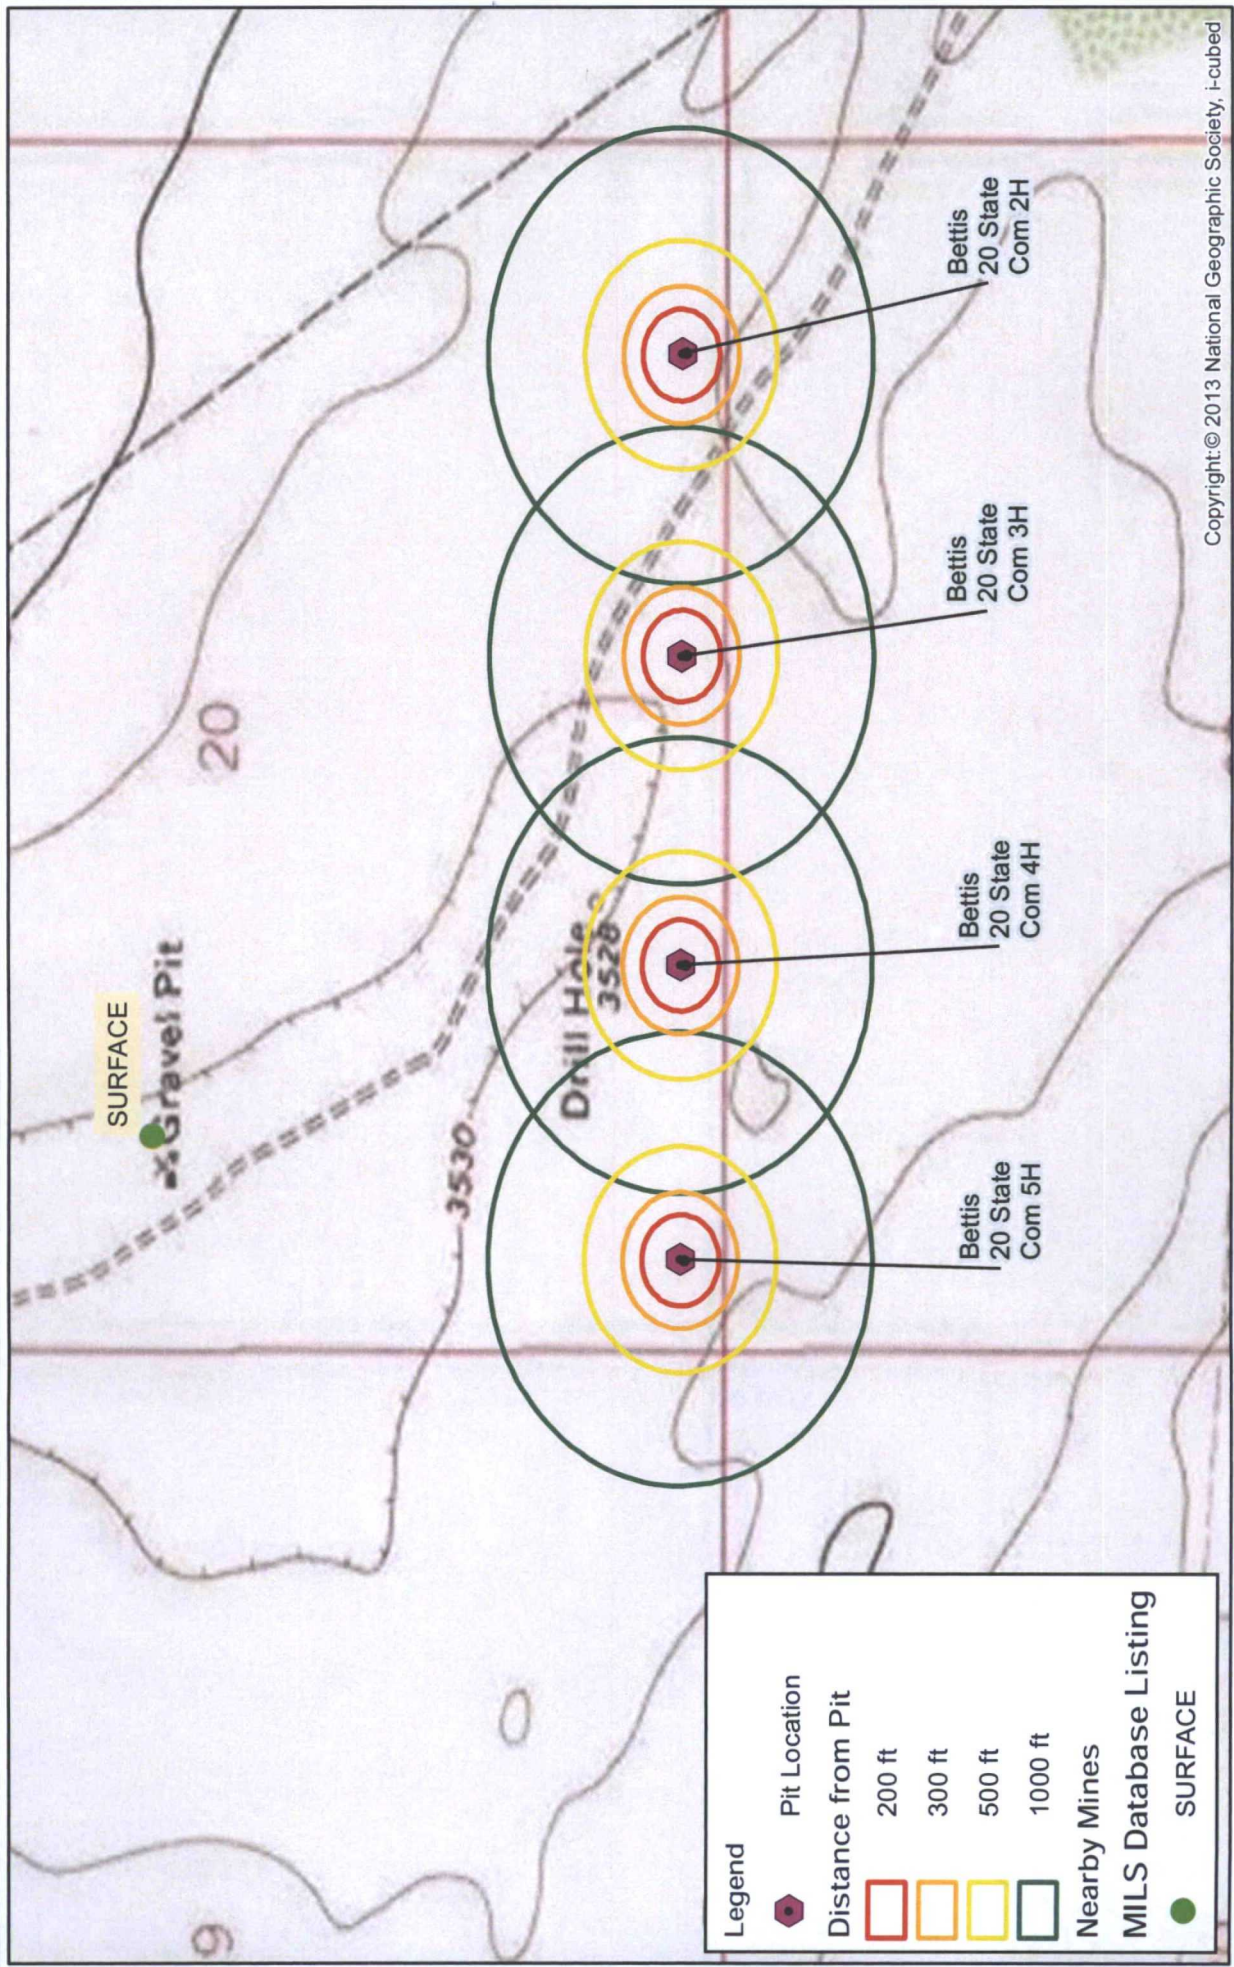 SURFACE
Gravel Pit
20
3530
Drill Hole
3528
9
Bettis
20 State
Com 5H
Bettis
20 State
Com 4H
Bettis
20 State
Com 3H
Bettis
20 State
Com 2H
Legend
Pit Location
Distance from Pit
200 ft
300 ft
500 ft
1000 ft
Nearby Mines
MILS Database Listing
SURFACE
Copyright:© 2013 National Geographic Society, i-cubed